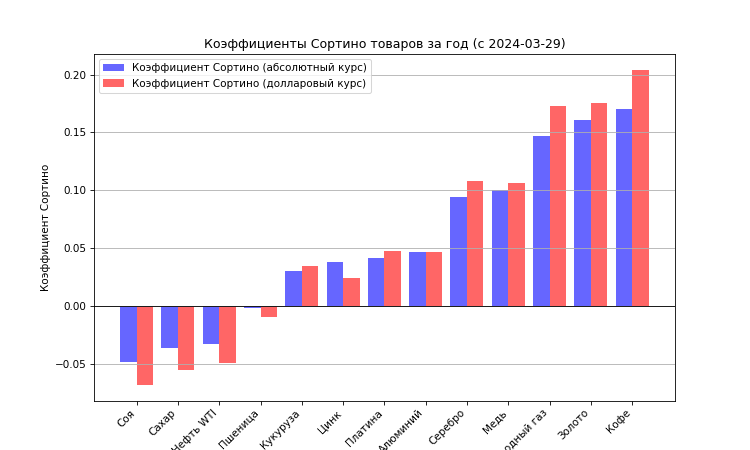 Коэффициенты Сортино товаров за год (с 2024-03-29)
Коэффициент Сортино (абсолютный курс)
Коэффициент Сортино (долларовый курс)
Коэффициент Сортино
0.20
0.15
0.10
0.05
0.00
−0.05
Соя
Сахар
Нефть WTI
Пшеница
Кукуруза
Цинк
Платина
Алюминий
Серебро
Медь
одный газ
Золото
Кофе